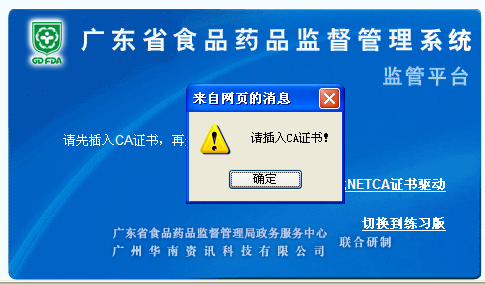 GDFDA
广东省食品药品监督管理系统
监管平台
来自网页的消息
请先插入CA证书，再
请插入CA证书!
确定
NETCA证书驱动
切换到练习版
广东省食品药品监督管理局政务服务中心
广州华南资讯科技有限公司
联合研制